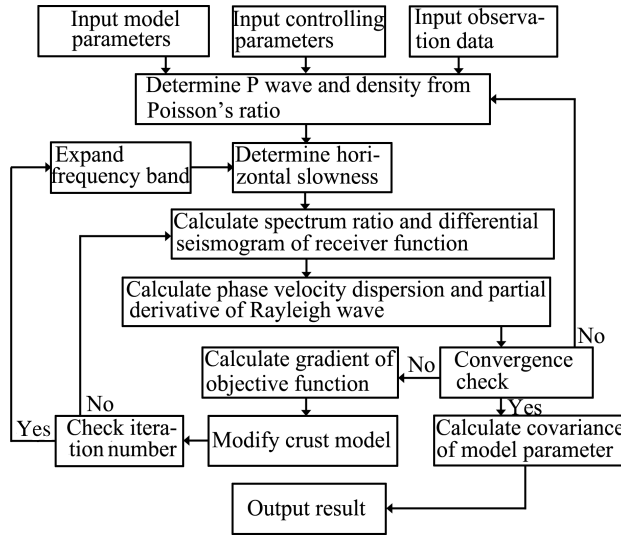 Input model
parameters
Input controlling
parameters
Input observa-
tion data
Determine P wave and density from
Poisson's ratio
Expand
frequency band
Determine hori-
zontal slowness
Calculate spectrum ratio and differential
seismogram of receiver function
Calculate phase velocity dispersion and partial
derivative of Rayleigh wave
No
Calculate gradient of
objective function
No
Convergence
check
Yes
No
Yes
Check itera-
tion number
Modify crust model
Calculate covariance
of model parameter
Output result